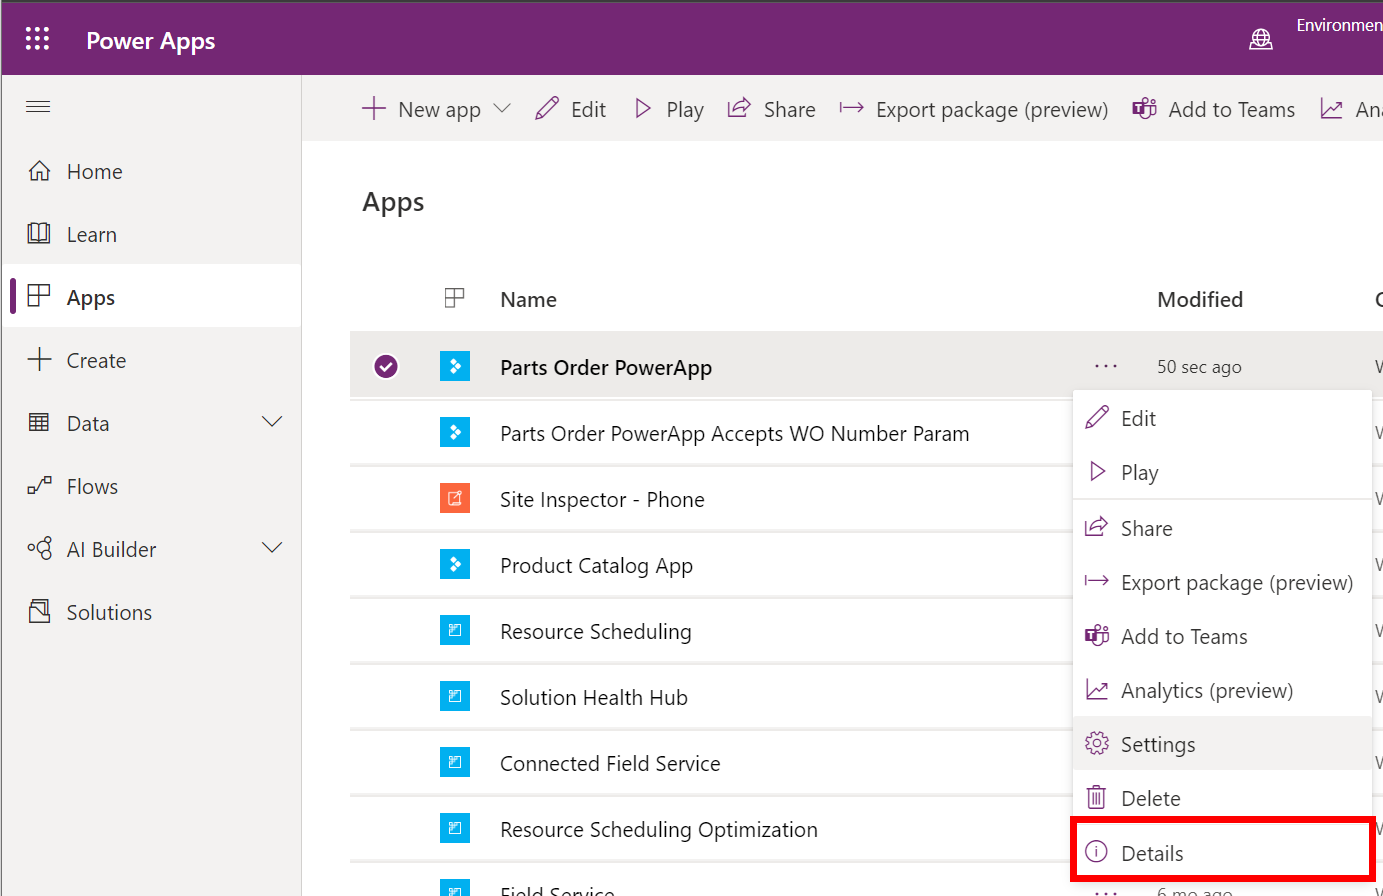 Power Apps
Environmen
New app
Edit
Play
Share
Export package (preview)
Add to Teams
Home
Learn
Apps
Create
Data
Flows
AI Builder
Solutions
Apps
Name
Modified
Parts Order PowerApp
50 sec ago
Parts Order PowerApp Accepts WO Number Param
Site Inspector - Phone
Product Catalog App
Resource Scheduling
Solution Health Hub
Connected Field Service
Resource Scheduling Optimization
Field Service
6 mo ago
Edit
Play
Share
Export package (preview)
Add to Teams
Analytics (preview)
Settings
Delete
Details